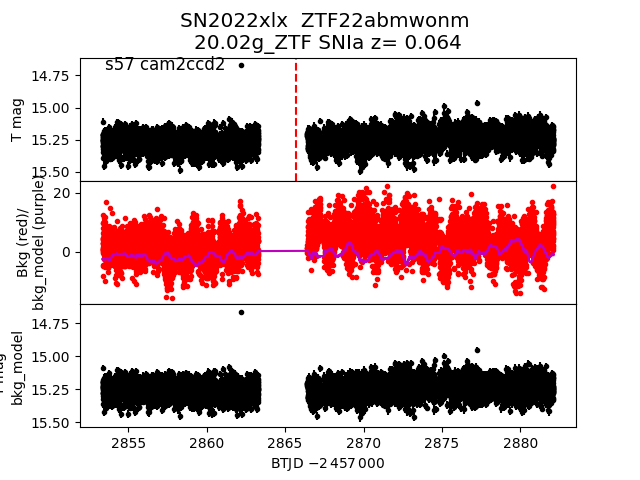 SN2022xlx ZTF22abmwonm
20.02g_ZTF SNIa z= 0.064
s57 cam2ccd2
14.75
15.00
15.25
15.50
T mag
20
0
Bkg (red)/
bkg_model (purple)
14.75
15.00
15.25
15.50
bkg_model
2855
2860
2865
2870
2875
2880
BTJD −2 457 000